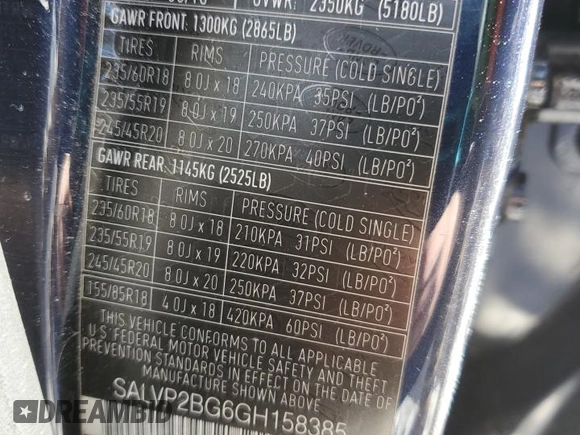 GVWR: 2350KG (5180LB)
GAWR FRONT: 1300KG (2865LB)
TIRES RIMS PRESSURE (COLD SINGLE)
235/60R18 8.0J x 18 240KPA 35PSI (LB/PO²)
235/55R19 8.0J x 19 250KPA 37PSI (LB/PO²)
245/45R20 8.0J x 20 270KPA 40PSI (LB/PO²)
GAWR REAR: 1145KG (2525LB)
TIRES RIMS PRESSURE (COLD SINGLE)
235/60R18 8.0J x 18 210KPA 31PSI (LB/PO²)
235/55R19 8.0J x 19 220KPA 32PSI (LB/PO²)
245/45R20 8.0J x 20 250KPA 37PSI (LB/PO²)
155/85R18 4.0J x 18 420KPA 60PSI (LB/PO²)
THIS VEHICLE CONFORMS TO ALL APPLICABLE
U.S FEDERAL MOTOR VEHICLE SAFETY AND THEFT
PREVENTION STANDARDS IN EFFECT ON THE DATE OF
MANUFACTURE SHOWN ABOVE.
SALVP2BG6GH158385
DREAMBID